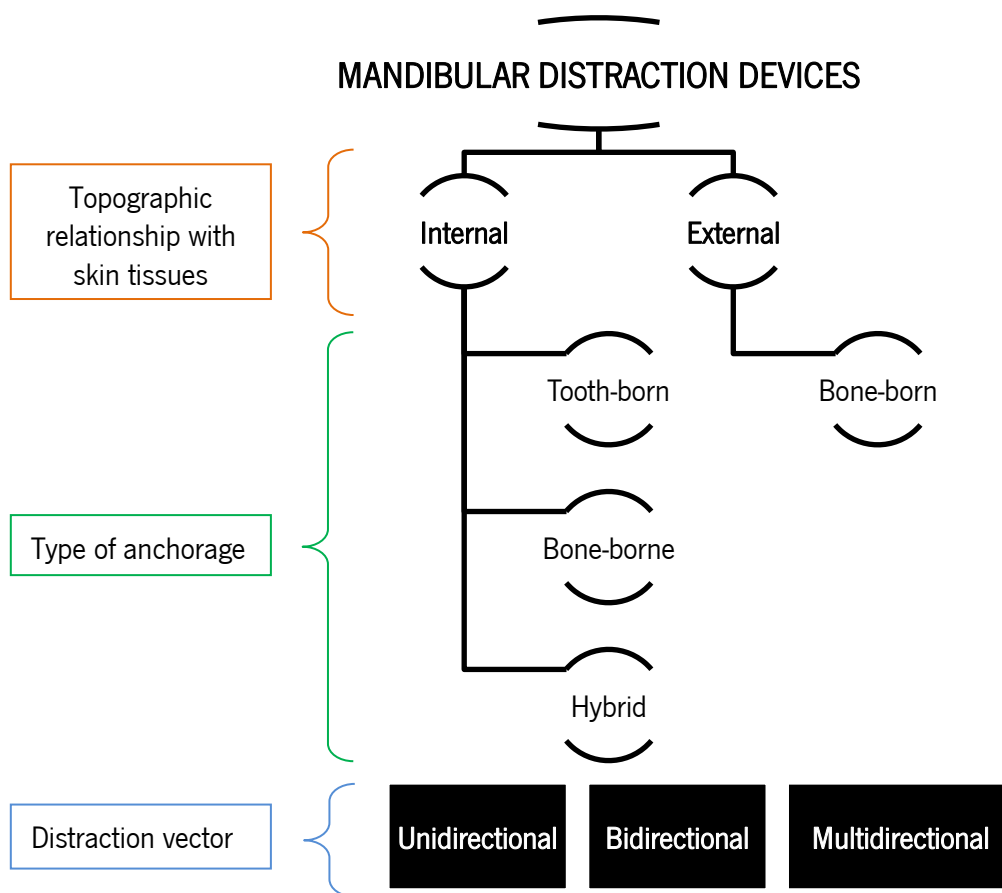 MANDIBULAR DISTRACTION DEVICES
Topographic
relationship with
skin tissues
Internal
External
Tooth-born
Bone-born
Type of anchorage
Bone-borne
Hybrid
Distraction vector
Unidirectional
Bidirectional
Multidirectional